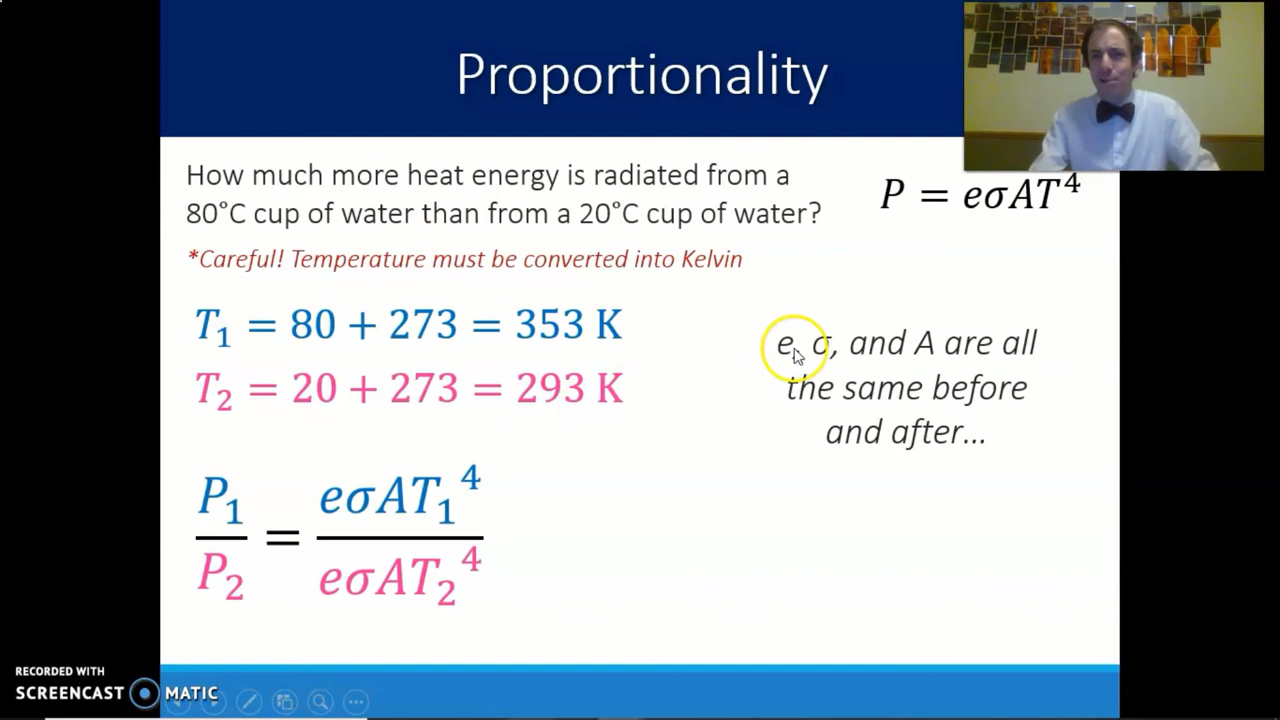 Proportionality
How much more heat energy is radiated from a
80°C cup of water than from a 20°C cup of water?
P = eσAT⁴
*Careful! Temperature must be converted into Kelvin
T₁ = 80 + 273 = 353 K
T₂ = 20 + 273 = 293 K
e, σ, and A are all
the same before
and after...
P₁/P₂ = eσAT₁⁴/eσAT₂⁴
RECORDED WITH
SCREENCAST MATIC